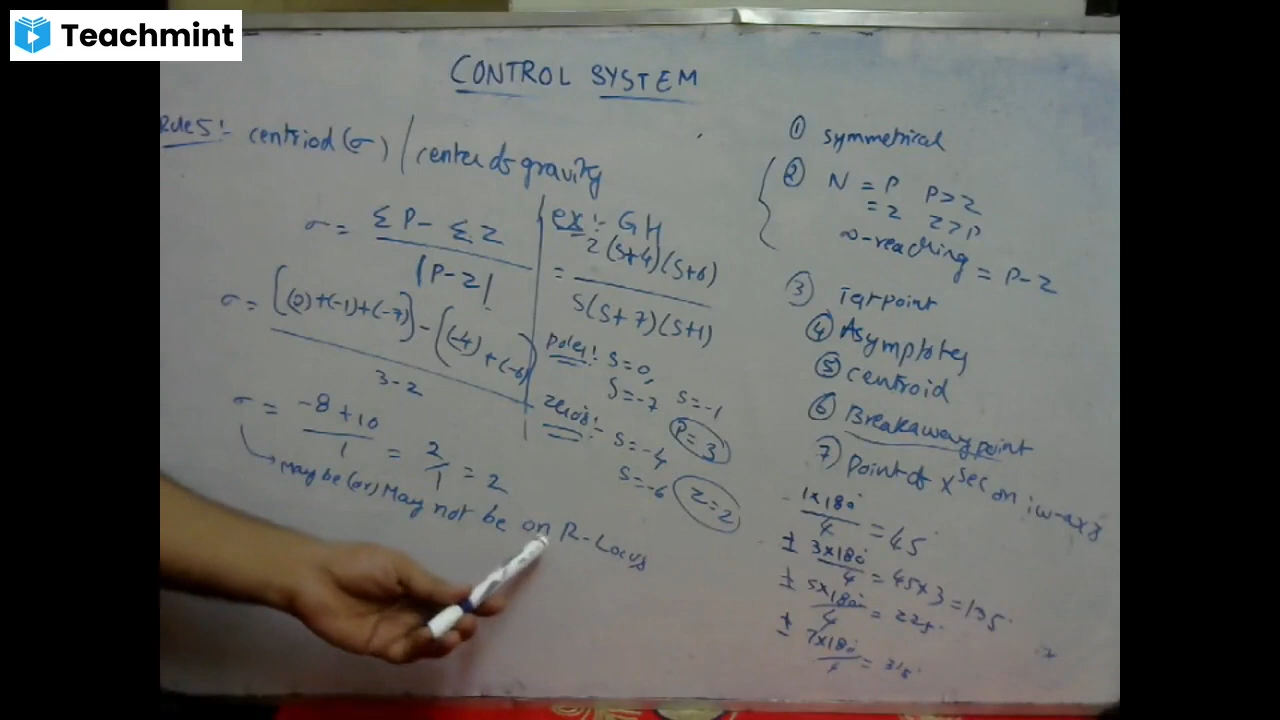 Teachmint
CONTROL SYSTEM
Rule 5:- centriod (σ) / center of gravity
σ = ΣP - ΣZ
|P-Z|
σ = [(0)+(-1)+(-7)] - [(-4)+(-6)]
3-2
σ = -8+10
1
= 2/1 = 2
May be (or) May not be on R-Locus
ex:- GH
= 2(s+4)(s+6)
s(s+7)(s+1)
poles: s=0,
s=-7 s=-1
P=3
zeros:-
s=-4
s=-6
Z=2
① symmetrical
② N = P P>Z
= Z Z>P
∞-reaching = P-Z
③
④ Asymptotes
⑤ centroid
⑥ Breakaway point
⑦ Point of xsec on jw-axis
1x180/4 = 45°
± 3x180/4 = 45x3 = 135°
± 5x180/4 = 225°
± 7x180/4 = 315°